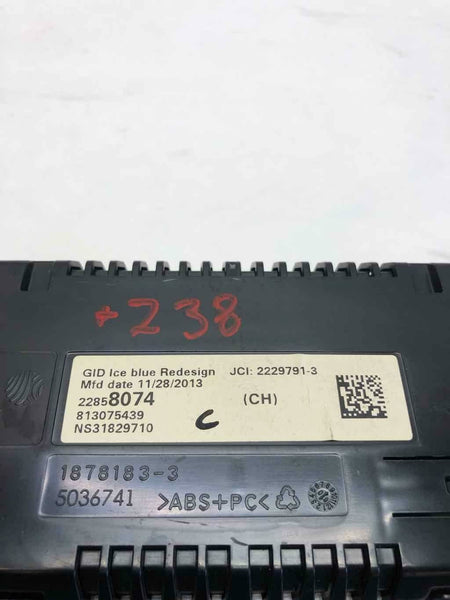 +238
GID Ice blue Redesign JCI: 2229791-3
Mfd date 11/28/2013
22858074 (CH)
813075439
NS31829710 C
1878183-3
5036741 >ABS+PC<